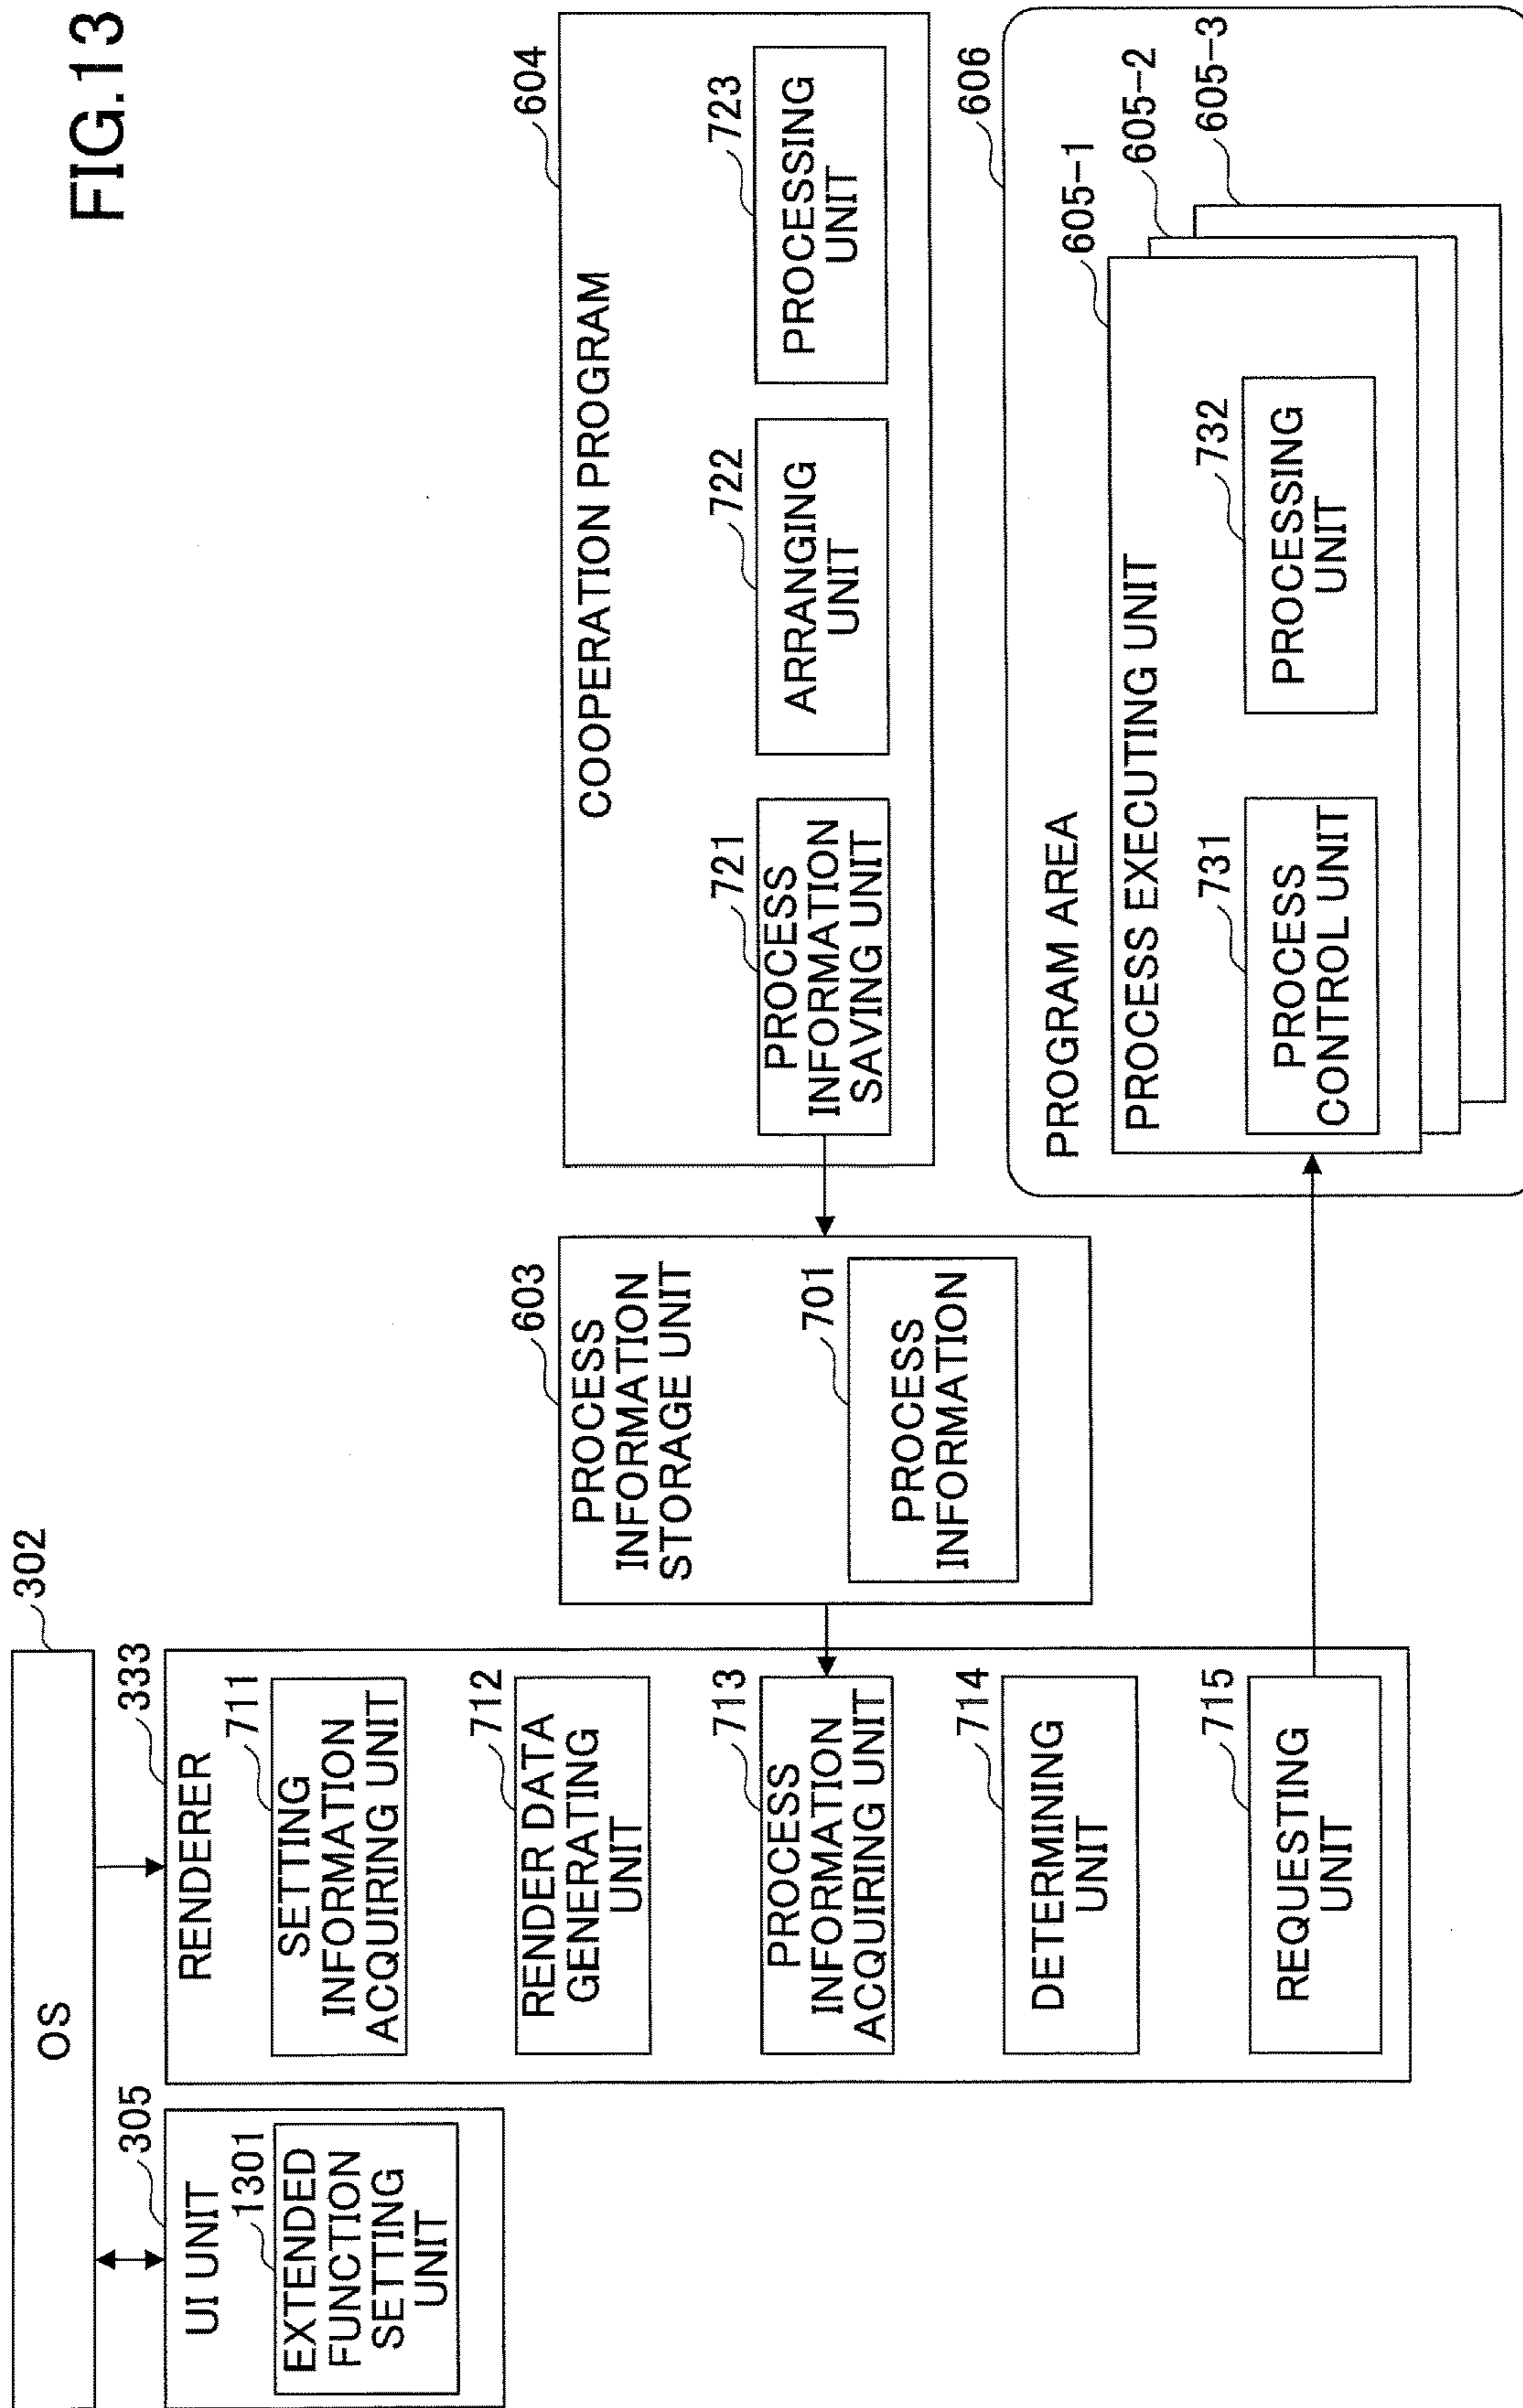 FIG.13
302
OS
305
UI UNIT
1301
EXTENDED
FUNCTION
SETTING
UNIT
333
RENDERER
711
SETTING
INFORMATION
ACQUIRING UNIT
712
RENDER DATA
GENERATING
UNIT
713
PROCESS
INFORMATION
ACQUIRING UNIT
714
DETERMINING
UNIT
715
REQUESTING
UNIT
603
PROCESS
INFORMATION
STORAGE UNIT
701
PROCESS
INFORMATION
604
COOPERATION PROGRAM
721
PROCESS
INFORMATION
SAVING UNIT
722
ARRANGING
UNIT
723
PROCESSING
UNIT
606
PROGRAM AREA
605-1
605-2
605-3
PROCESS EXECUTING UNIT
731
PROCESS
CONTROL UNIT
732
PROCESSING
UNIT